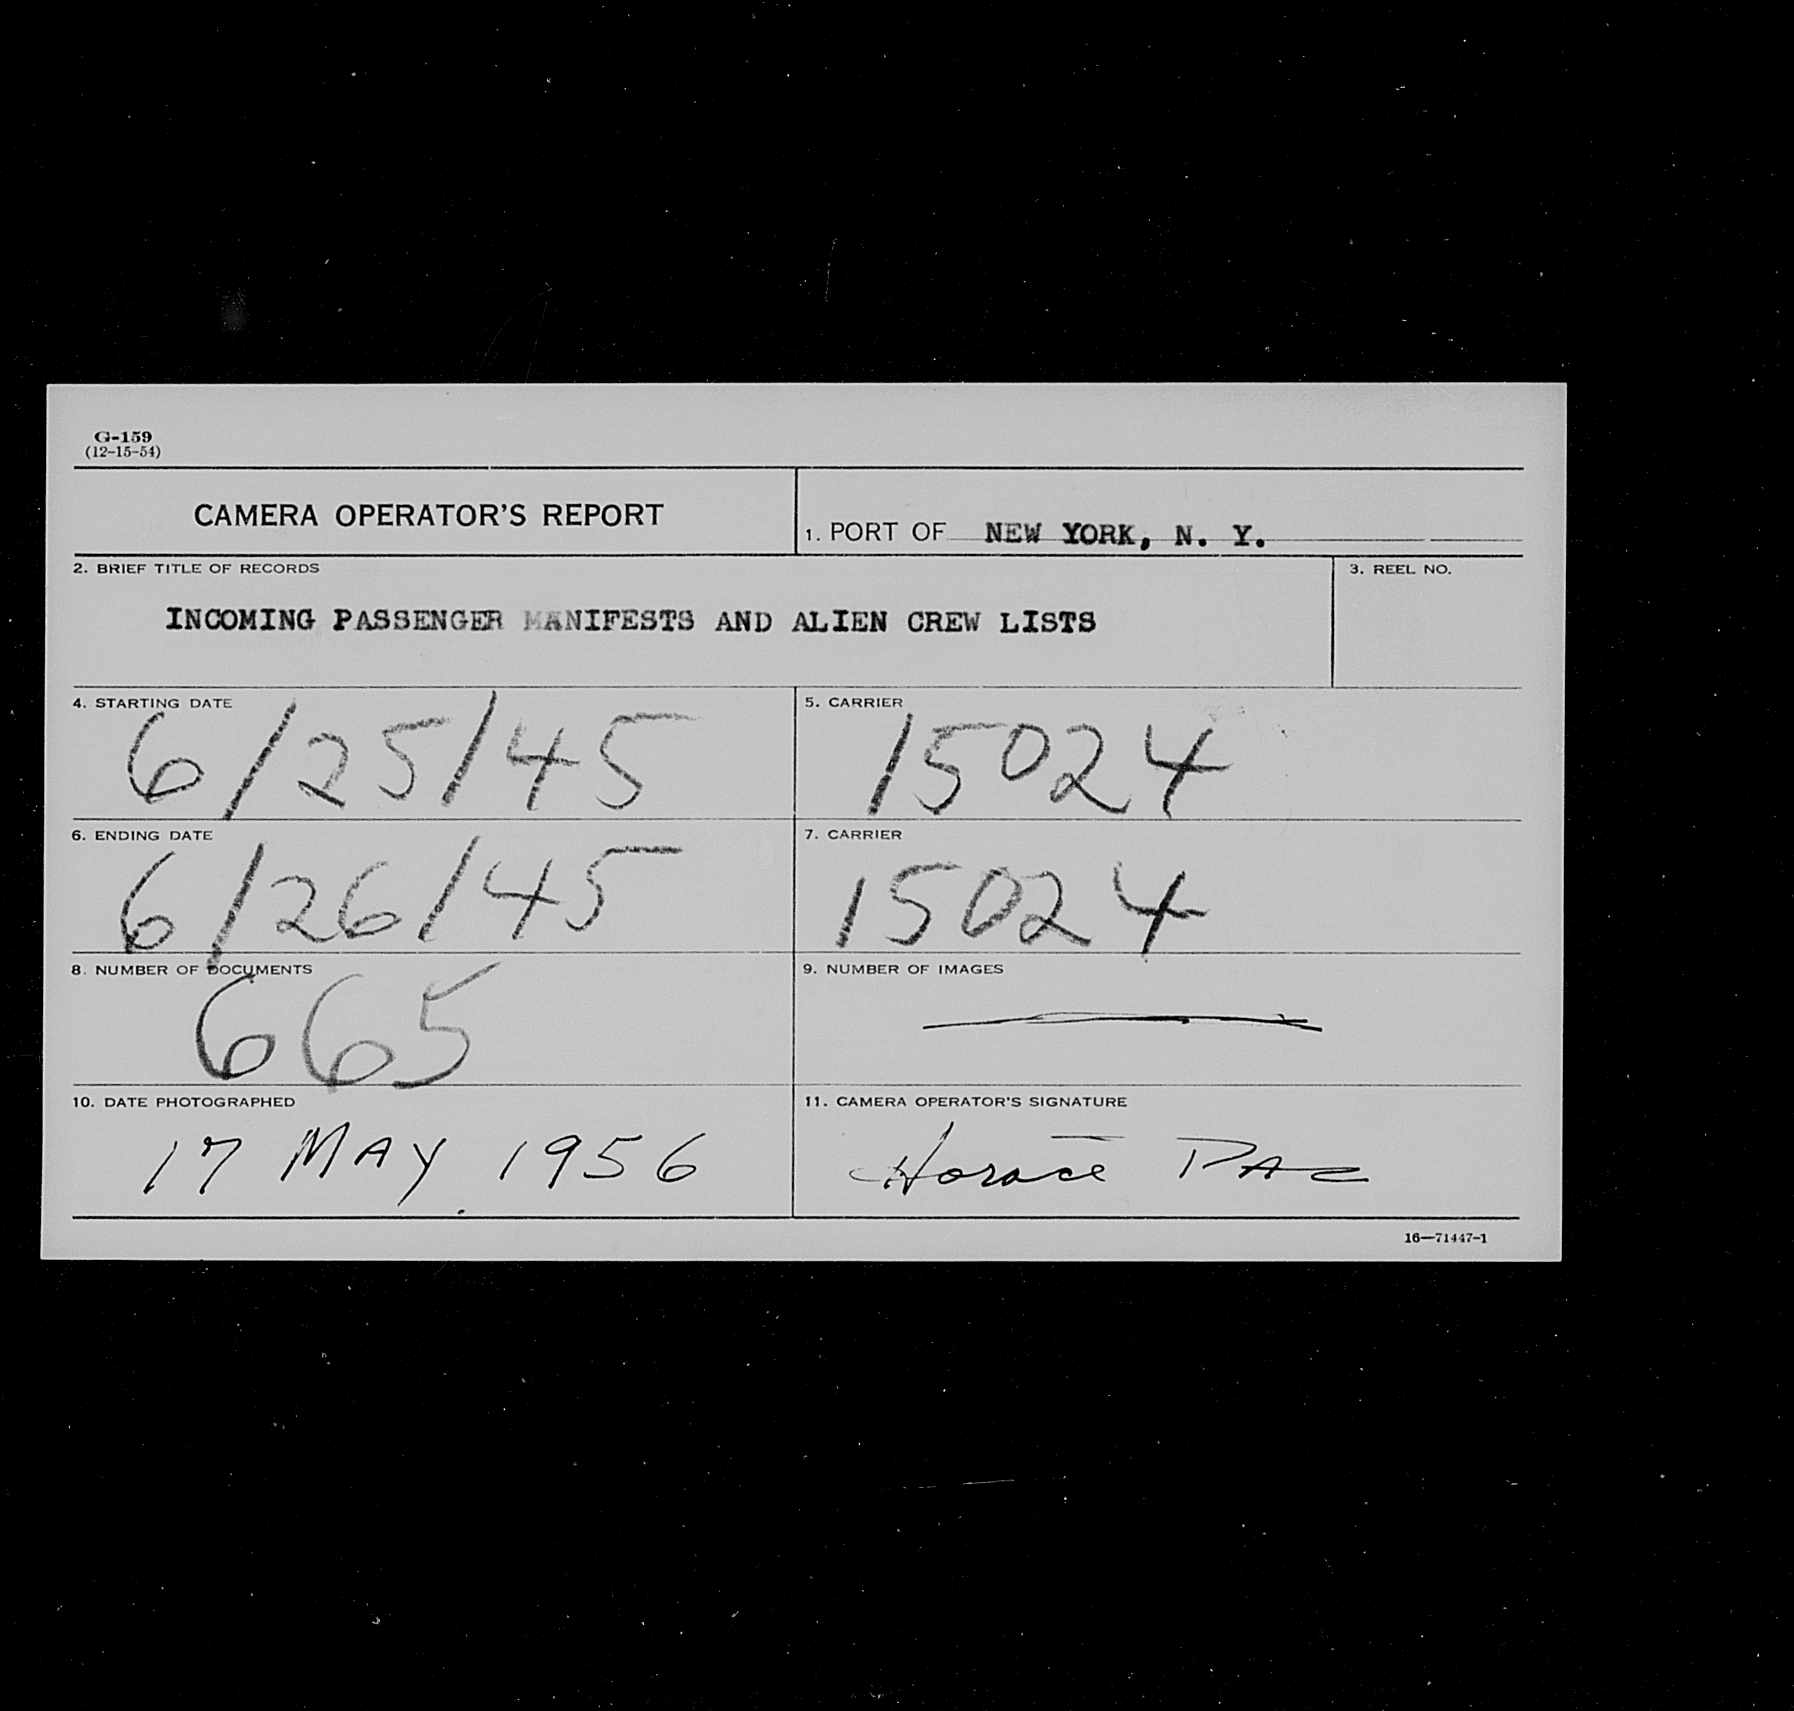 G-159
(12-15-54)
CAMERA OPERATOR'S REPORT
1. PORT OF NEW YORK, N. Y.
2. BRIEF TITLE OF RECORDS
3. REEL NO.
INCOMING PASSENGER MANIFESTS AND ALIEN CREW LISTS
4. STARTING DATE
6/25/45
5. CARRIER
15024
6. ENDING DATE
6/26/45
7. CARRIER
15024
8. NUMBER OF DOCUMENTS
665
9. NUMBER OF IMAGES
10. DATE PHOTOGRAPHED
17 MAY 1956
11. CAMERA OPERATOR'S SIGNATURE
Horace
16—71447-1